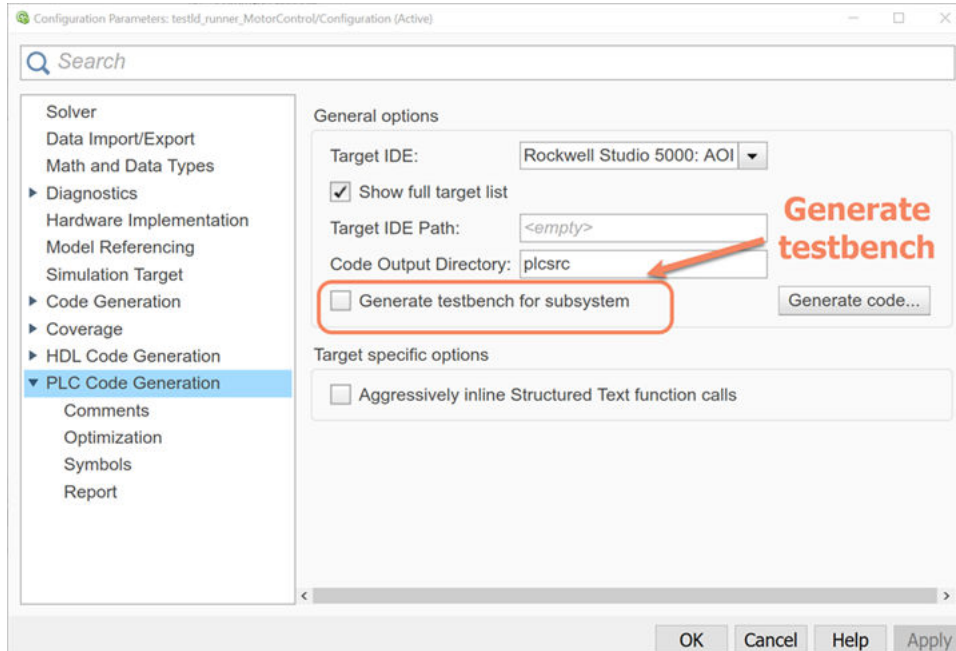 Configuration Parameters: testld_runner_MotorControl/Configuration (Active)
Search
Solver
Data Import/Export
Math and Data Types
Diagnostics
Hardware Implementation
Model Referencing
Simulation Target
Code Generation
Coverage
HDL Code Generation
PLC Code Generation
Comments
Optimization
Symbols
Report
General options
Target IDE: Rockwell Studio 5000: AOI
Show full target list
Target IDE Path: <empty>
Code Output Directory: plcsrc
Generate testbench for subsystem
Generate code...
Generate
testbench
Target specific options
Aggressively inline Structured Text function calls
OK Cancel Help Apply